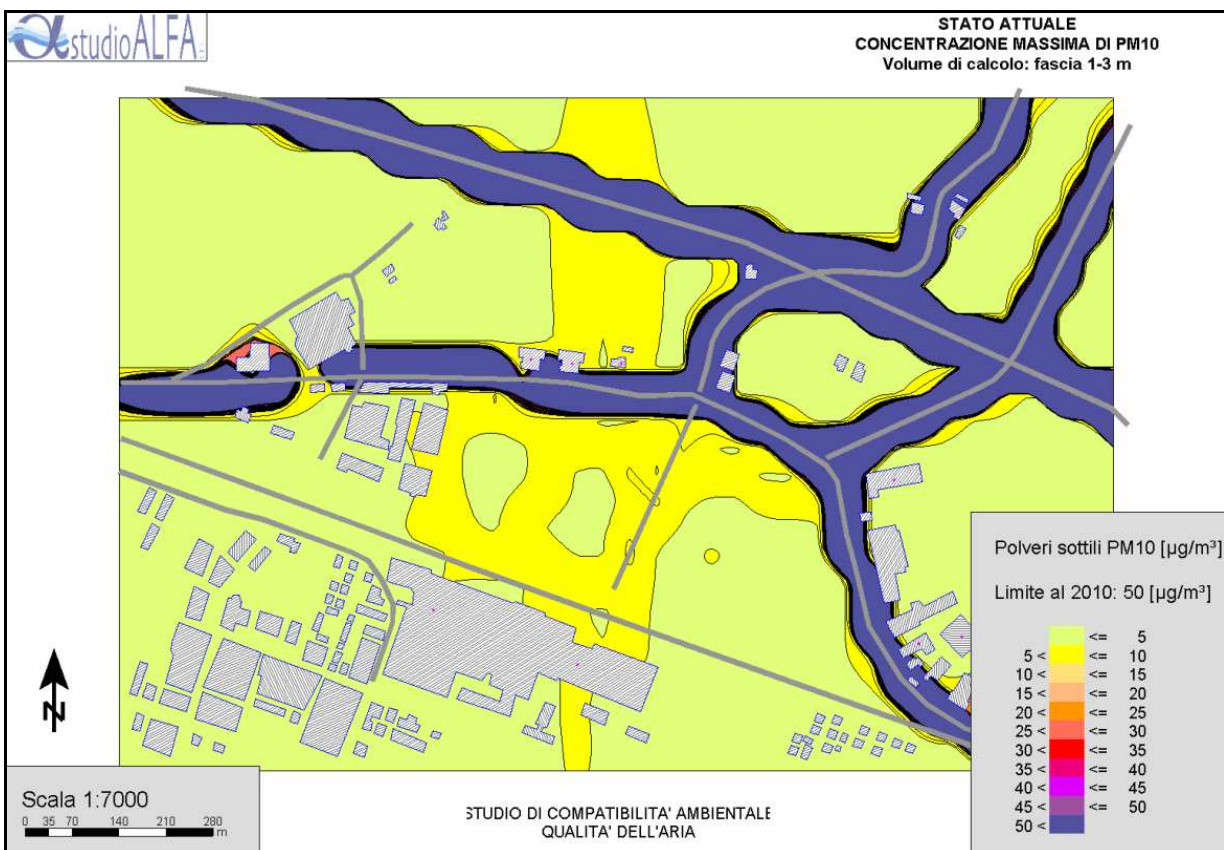 αstudioALFA
STATO ATTUALE
CONCENTRAZIONE MASSIMA DI PM10
Volume di calcolo: fascia 1-3 m
Polveri sottili PM10 [µg/m³]
Limite al 2010: 50 [µg/m³]
<= 5
5 < <= 10
10 < <= 15
15 < <= 20
20 < <= 25
25 < <= 30
30 < <= 35
35 < <= 40
40 < <= 45
45 < <= 50
50 <
N
Scala 1:7000
0 35 70 140 210 280
m
STUDIO DI COMPATIBILITA' AMBIENTALE
QUALITA' DELL'ARIA